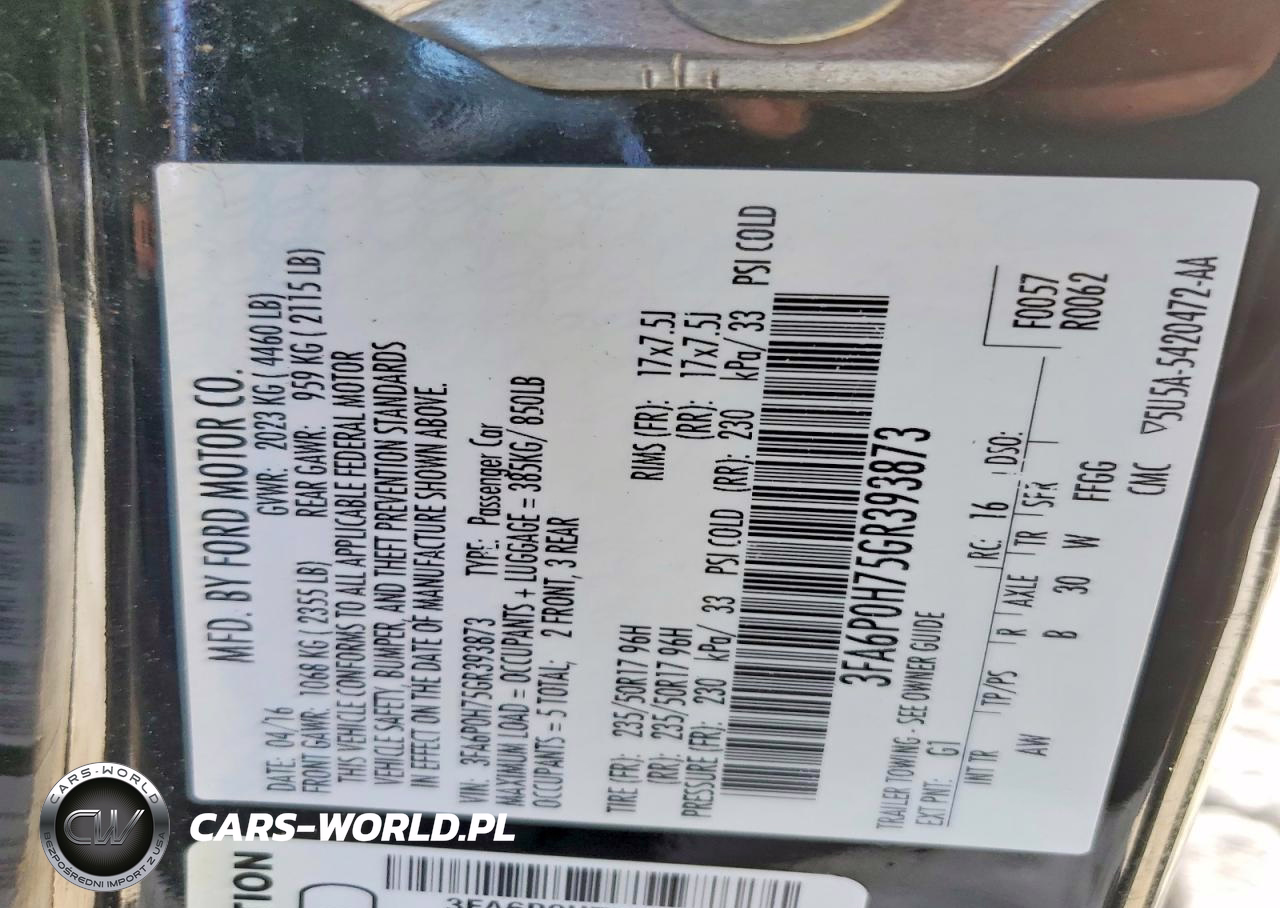 MFD. BY FORD MOTOR CO.
DATE: 04/16 GVWR: 2023 KG ( 4460 LB)
FRONT GAWR: 1068 KG ( 2355 LB) REAR GAWR: 959 KG ( 2115 LB)
THIS VEHICLE CONFORMS TO ALL APPLICABLE FEDERAL MOTOR
VEHICLE SAFETY, BUMPER, AND THEFT PREVENTION STANDARDS
IN EFFECT ON THE DATE OF MANUFACTURE SHOWN ABOVE.
VIN: 3FA6P0H75GR393873 TYPE: Passenger Car
MAXIMUM LOAD = OCCUPANTS + LUGGAGE = 385KG/ 850LB
OCCUPANTS = 5 TOTAL; 2 FRONT, 3 REAR
TIRE (FR): 235/50R17 96H RIMS (FR): 17x7.5J
(RR): 235/50R17 96H (RR): 17x7.5J
PRESSURE (FR): 230 kPa/ 33 PSI COLD (RR): 230 kPa/ 33 PSI COLD
3FA6P0H75GR393873
TRAILER TOWING - SEE OWNER GUIDE
EXT PNT: G1 RC: 16 DSO: F0057
R0062
INT TR TP/PS R AXLE TR SPR
AW B 30 W FFGG
CMC ▽5U5A-5420472-AA
TION
CARS-WORLD
CW
BEZPOŚREDNI IMPORT Z USA
CARS-WORLD.PL